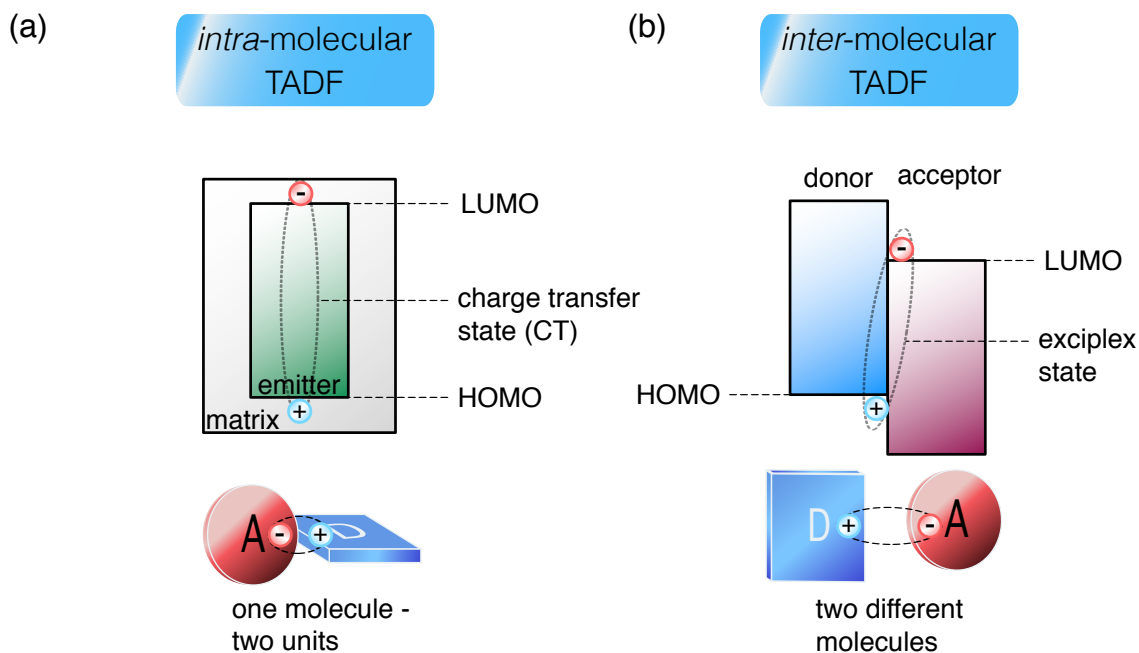 (a)
intra-molecular
TADF
LUMO
charge transfer
state (CT)
emitter
HOMO
matrix
A
-
+
D
one molecule -
two units
(b)
inter-molecular
TADF
donor
acceptor
-
LUMO
exciplex
state
HOMO
+
D
+
-
A
two different
molecules